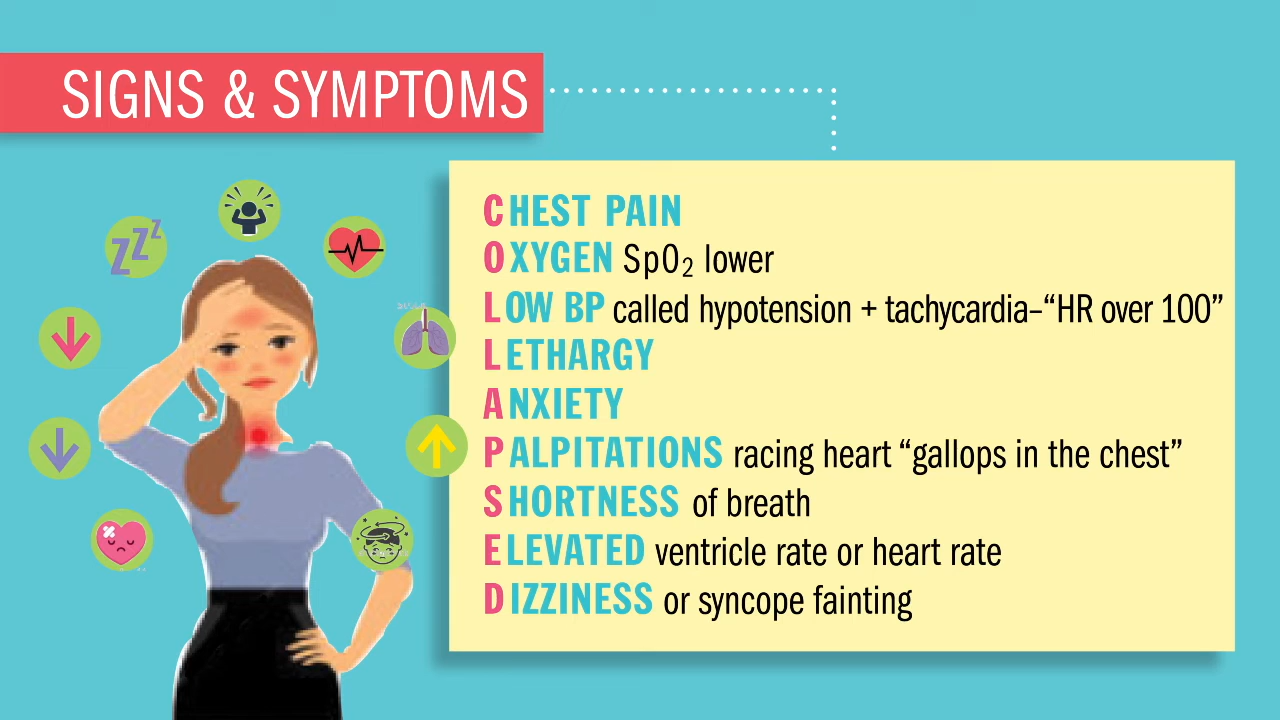 SIGNS & SYMPTOMS
CHEST PAIN
OXYGEN SpO₂ lower
LOW BP called hypotension + tachycardia–“HR over 100”
LETHARGY
ANXIETY
PALPITATIONS racing heart “gallops in the chest”
SHORTNESS of breath
ELEVATED ventricle rate or heart rate
DIZZINESS or syncope fainting
zzz